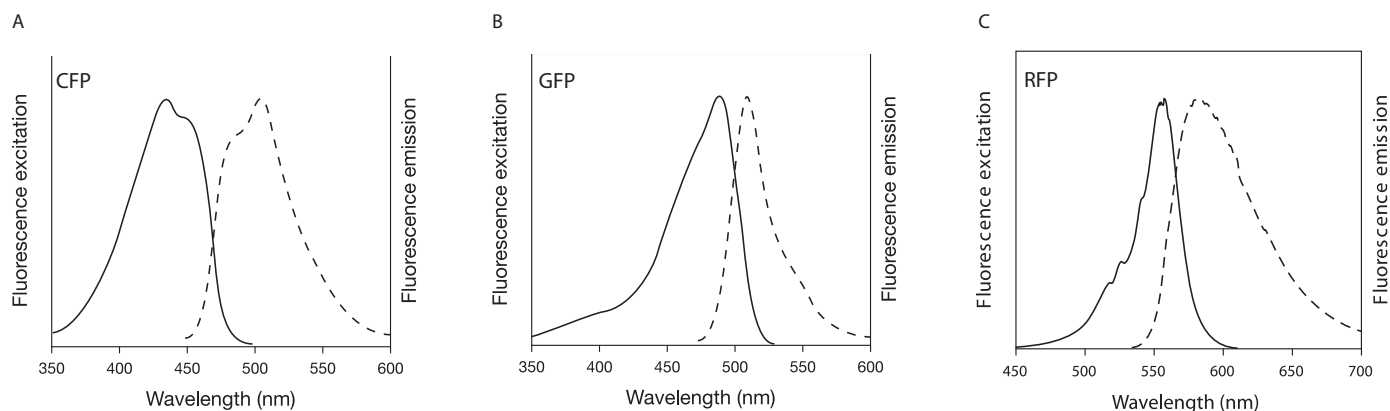 A
CFP
Fluorescence excitation
Fluorescence emission
350 400 450 500 550 600
Wavelength (nm)
B
GFP
Fluorescence excitation
Fluorescence emission
350 400 450 500 550 600
Wavelength (nm)
C
RFP
Fluorescence excitation
Fluorescence emission
450 500 550 600 650 700
Wavelength (nm)